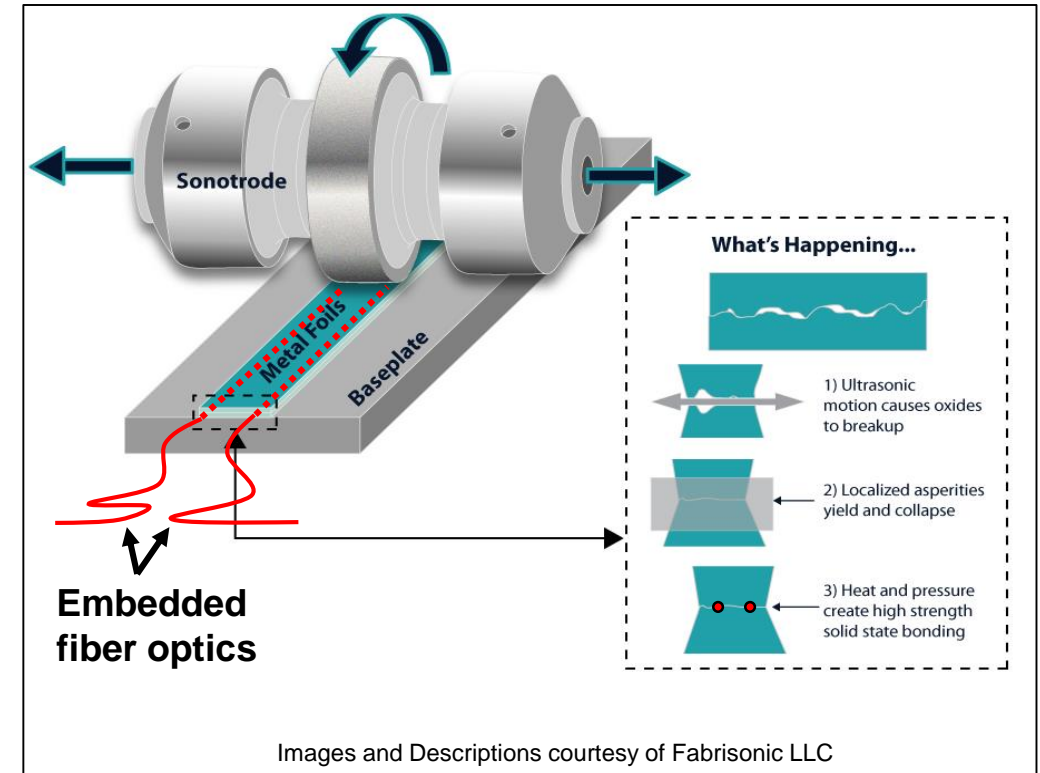 Sonotrode
Metal Foils
Baseplate
Embedded
fiber optics
What's Happening...
1) Ultrasonic
motion causes oxides
to breakup
2) Localized asperities
yield and collapse
3) Heat and pressure
create high strength
solid state bonding
Images and Descriptions courtesy of Fabrisonic LLC